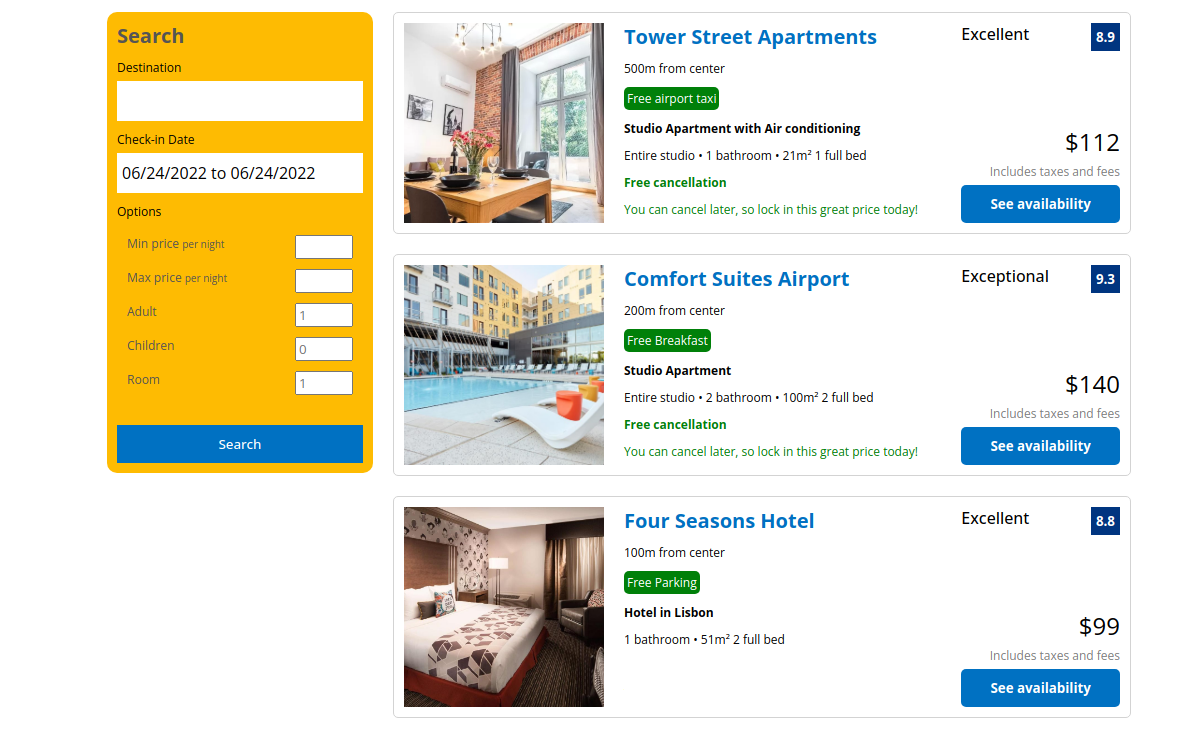 Search
Destination
Check-in Date
06/24/2022 to 06/24/2022
Options
Min price per night
Max price per night
Adult 1
Children 0
Room 1
Search
Tower Street Apartments
500m from center
Free airport taxi
Studio Apartment with Air conditioning
Entire studio • 1 bathroom • 21m² 1 full bed
Free cancellation
You can cancel later, so lock in this great price today!
Excellent 8.9
$112
Includes taxes and fees
See availability
Comfort Suites Airport
200m from center
Free Breakfast
Studio Apartment
Entire studio • 2 bathroom • 100m² 2 full bed
Free cancellation
You can cancel later, so lock in this great price today!
Exceptional 9.3
$140
Includes taxes and fees
See availability
Four Seasons Hotel
100m from center
Free Parking
Hotel in Lisbon
1 bathroom • 51m² 2 full bed
Excellent 8.8
$99
Includes taxes and fees
See availability